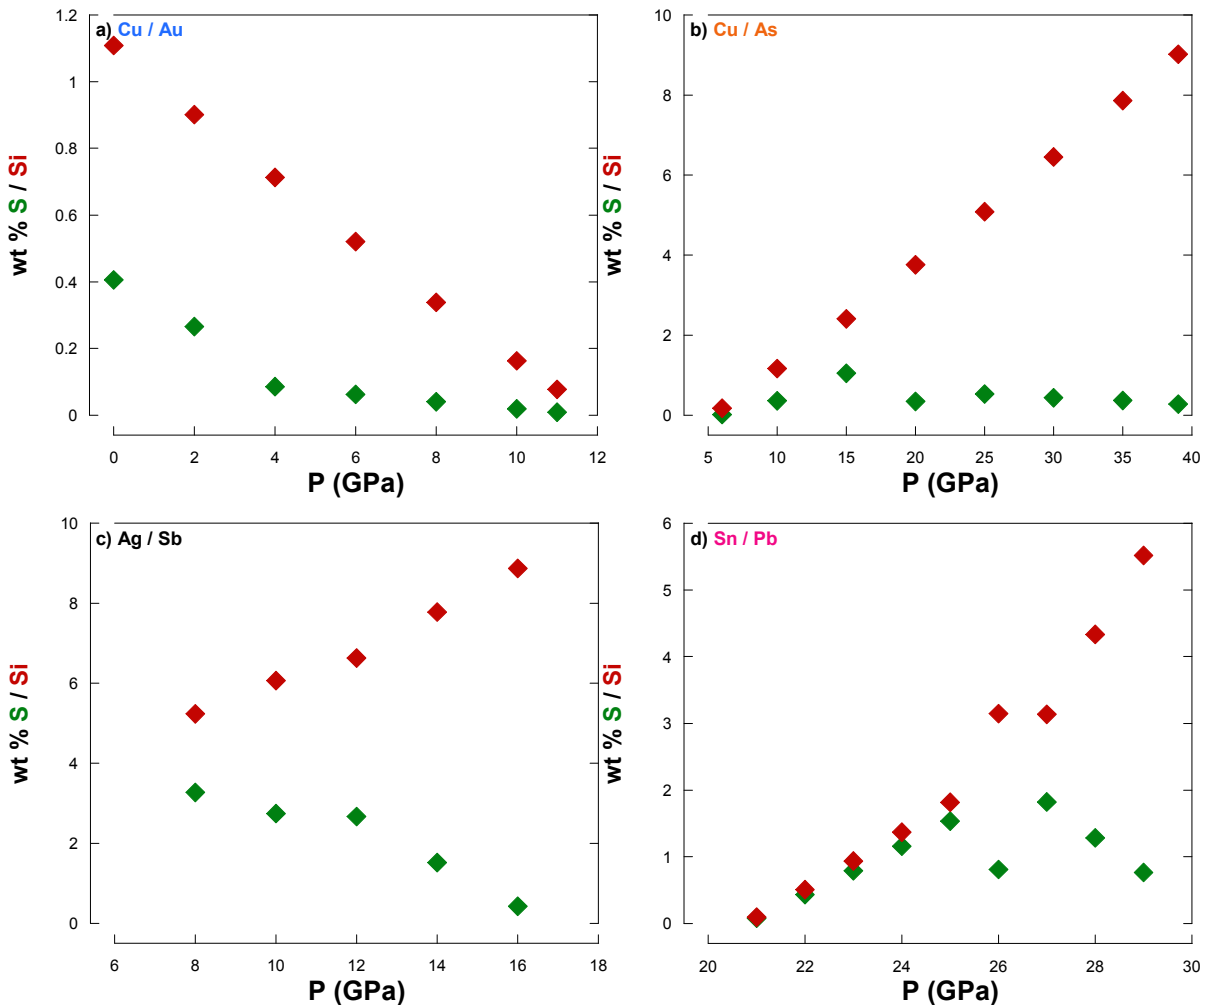 a) Cu / Au
1.2
1
0.8
0.6
0.4
0.2
0
wt % S / Si
0 2 4 6 8 10 12
P (GPa)
b) Cu / As
10
8
6
4
2
0
wt % S / Si
5 10 15 20 25 30 35 40
P (GPa)
c) Ag / Sb
10
8
6
4
2
0
wt % S / Si
6 8 10 12 14 16 18
P (GPa)
d) Sn / Pb
6
5
4
3
2
1
0
wt % S / Si
20 22 24 26 28 30
P (GPa)